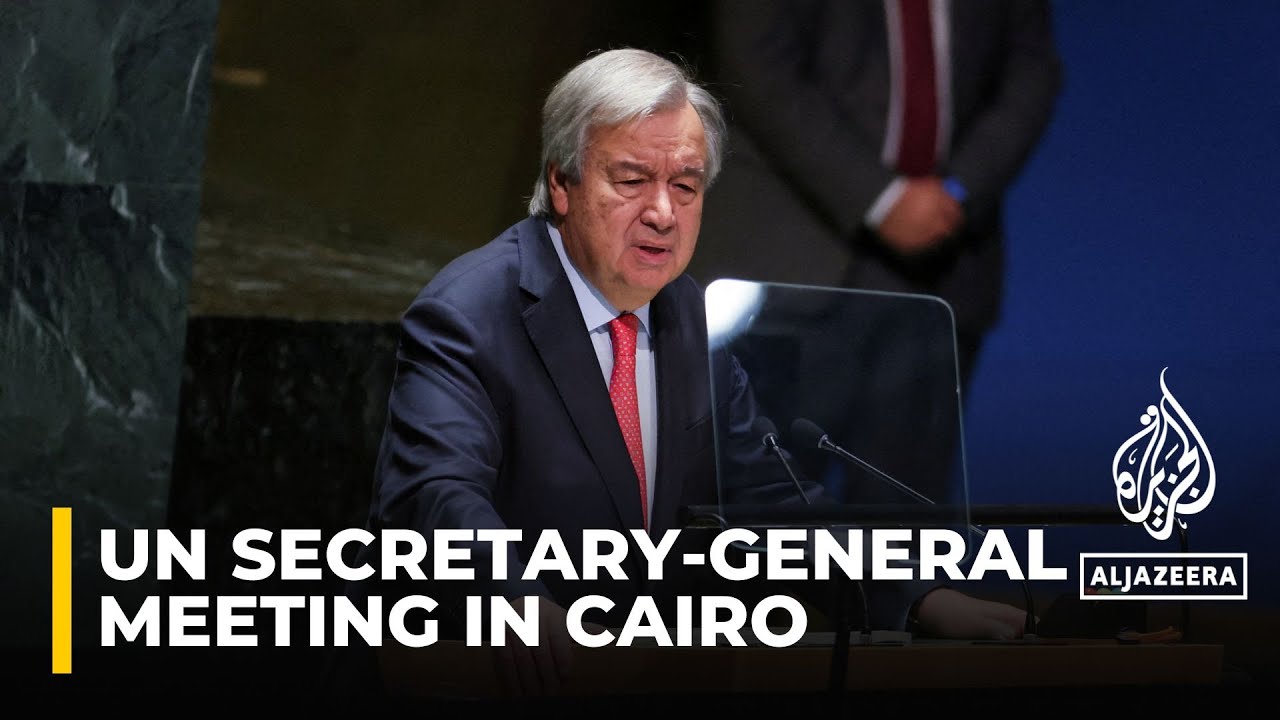 UN SECRETARY-GENERAL
MEETING IN CAIRO
الجزيرة
ALJAZEERA